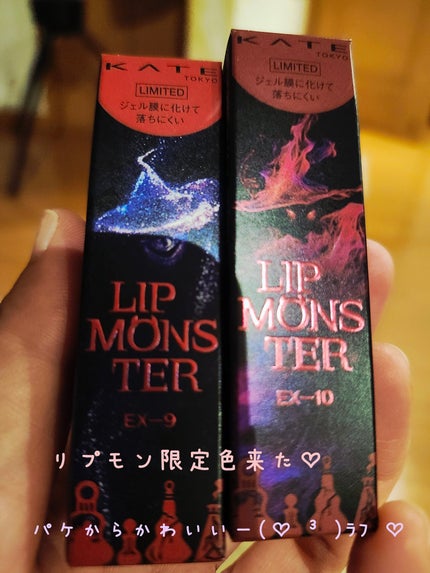 KATE
TOKYO
LIMITED
ジェル膜に化けて
落ちにくい
LIP
MONS
TER
EX-9
KATE
TOKYO
LIMITED
ジェル膜に化けて
落ちにくい
LIP
MONS
TER
EX-10
リプモン限定色来た♡
パケからかわいいー(♡ ³ )ﾗﾌ ♡